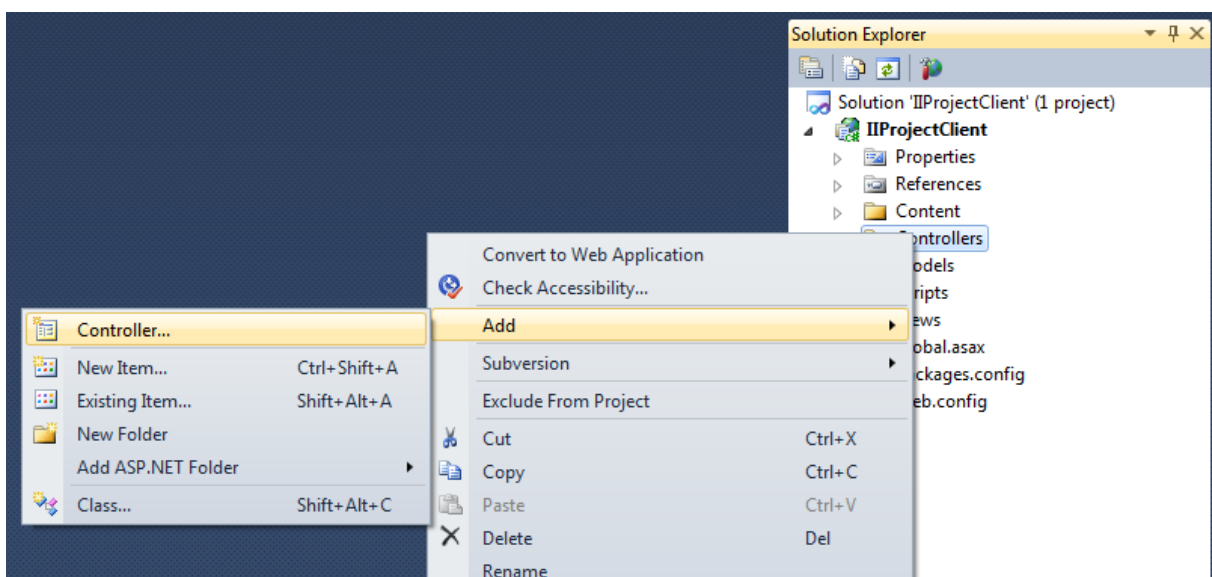 Solution Explorer
Solution 'IIProjectClient' (1 project)
IIProjectClient
Properties
References
Content
ontrollers
odels
ripts
ews
obal.asax
ckages.config
eb.config
Convert to Web Application
Check Accessibility...
Add
Subversion
Exclude From Project
Cut Ctrl+X
Copy Ctrl+C
Paste Ctrl+V
Delete Del
Rename
Controller...
New Item... Ctrl+Shift+A
Existing Item... Shift+Alt+A
New Folder
Add ASP.NET Folder
Class... Shift+Alt+C